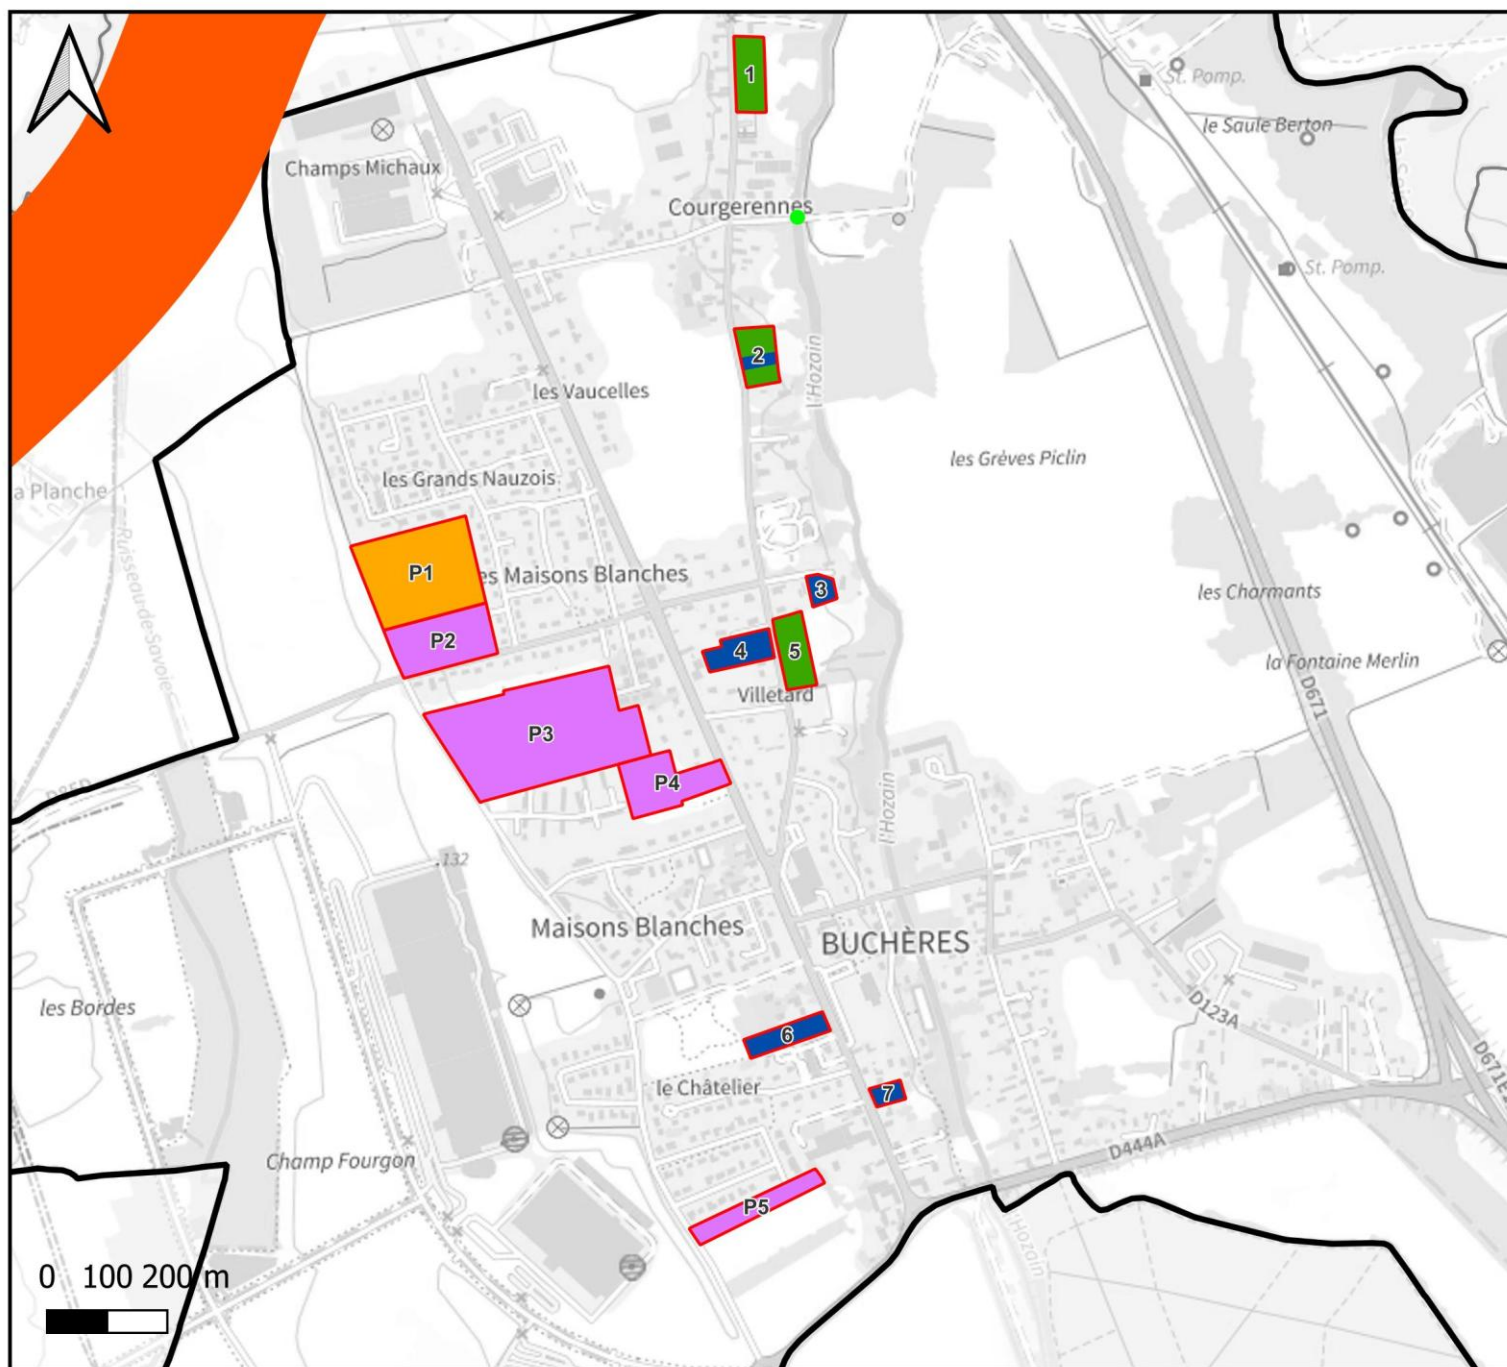 1
St. Pomp.
le Saule Berton
Champs Michaux
Courgerennes
St. Pomp.
2
l'Hozain
les Vaucelles
les Grèves Piclin
les Grands Nauzois
a Planche
Ruisseau de Savoie
P1
es Maisons Blanches
3
les Charmants
P2
4
5
la Fontaine Merlin
Villetard
D671
P3
P4
l'Hozain
132
Maisons Blanches
BUCHÈRES
les Bordes
D123A
6
D671E
le Châtelier
7
D444A
Champ Fourgon
P5
l'Hozain
0 100 200 m